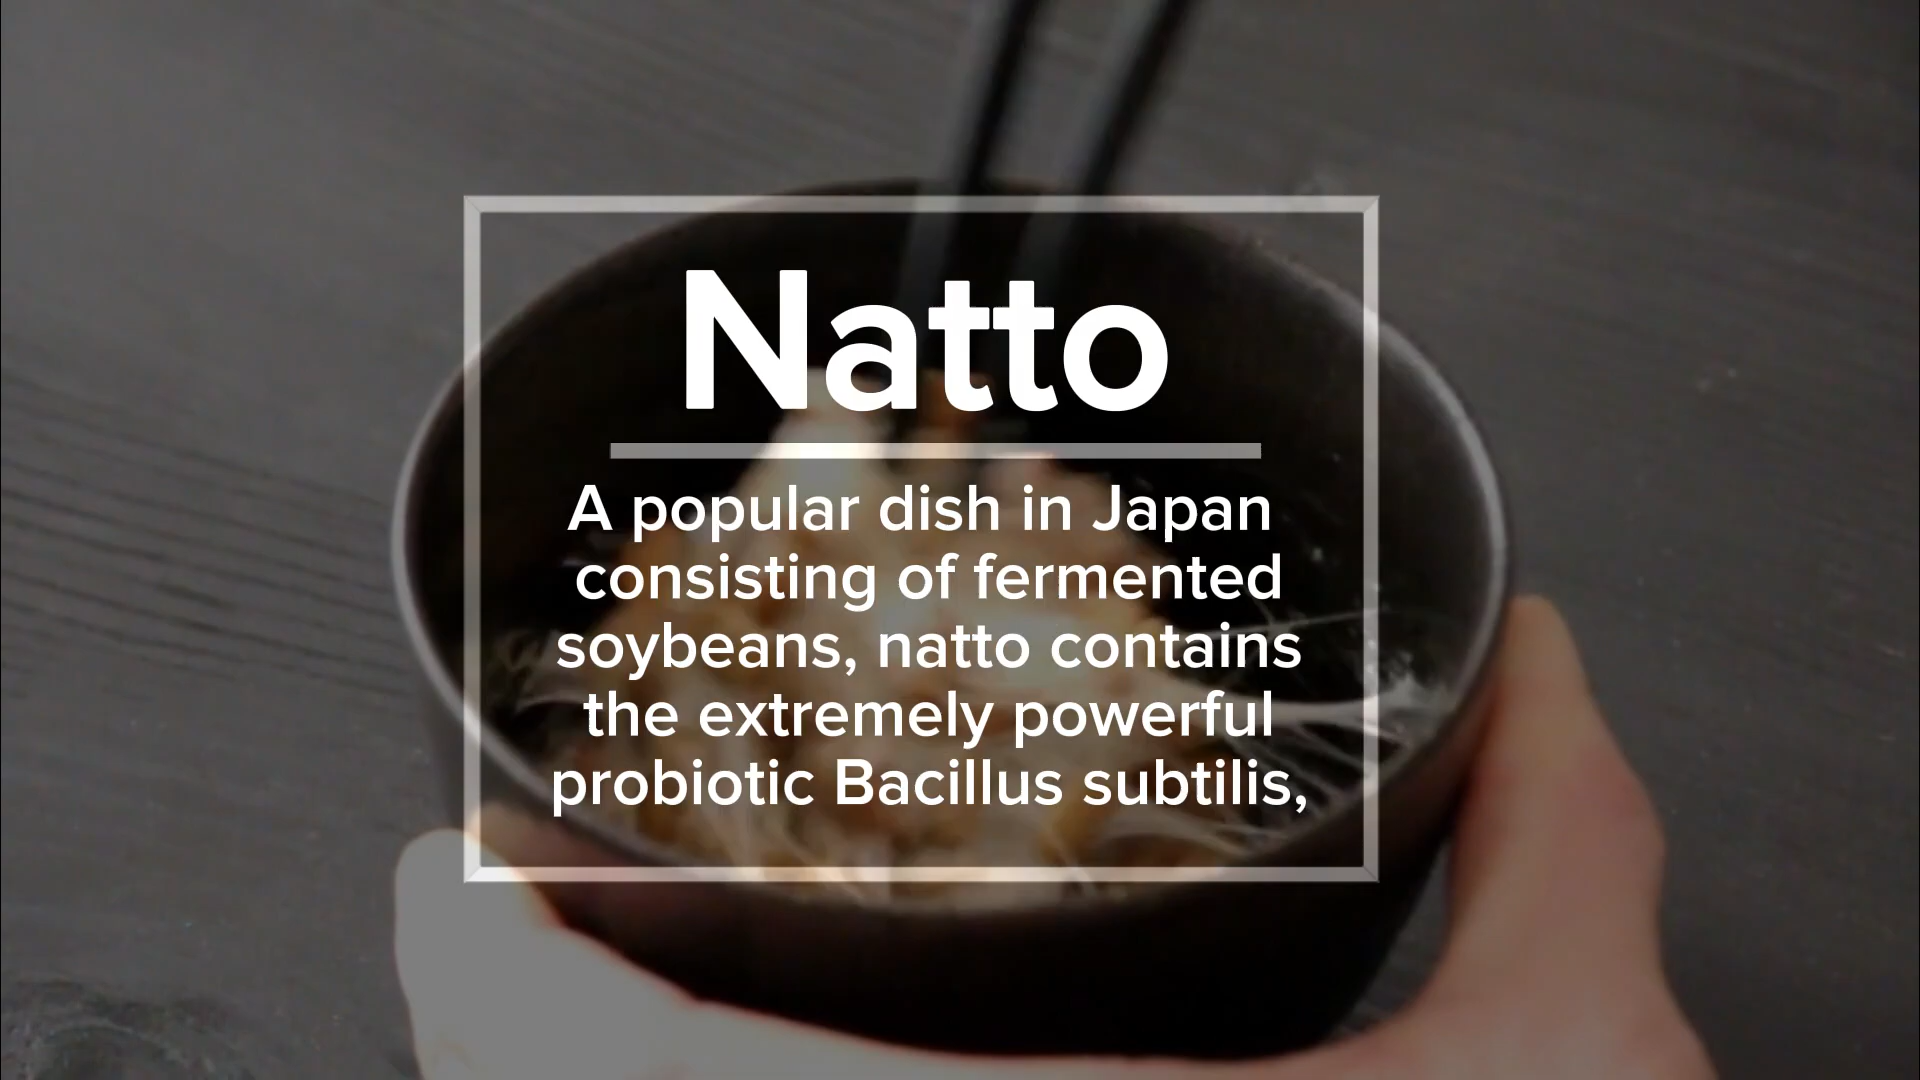 Natto
A popular dish in Japan
consisting of fermented
soybeans, natto contains
the extremely powerful
probiotic Bacillus subtilis,